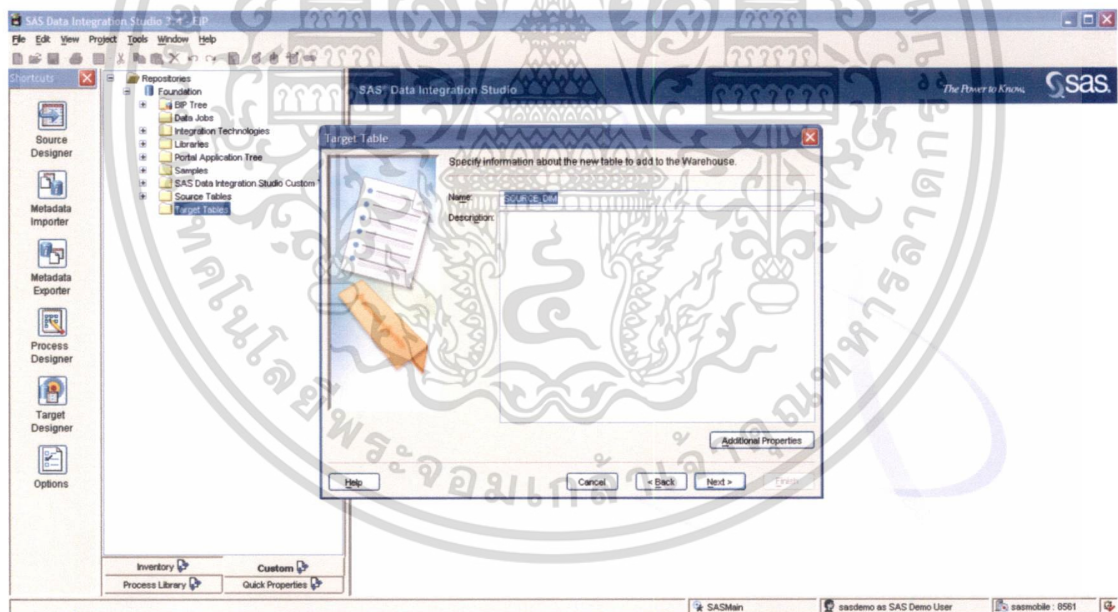 SAS Data Integration Studio 3.4 - EIP
File Edit View Project Tools Window Help
Shortcuts
Source Designer
Metadata Importer
Metadata Exporter
Process Designer
Target Designer
Options
Repositories
Foundation
BIP Tree
Data Jobs
Integration Technologies
Libraries
Portal Application Tree
Samples
SAS Data Integration Studio Custom
Source Tables
Target Tables
Inventory
Custom
Process Library
Quick Properties
SAS Data Integration Studio
The Power to Know.
sas.
Target Table
Specify information about the new table to add to the Warehouse.
Name: SOURCE_DIM
Description:
Additional Properties
Help
Cancel
< Back
Next >
Finish
SASMain
sasdemo as SAS Demo User
sasmobile : 8561